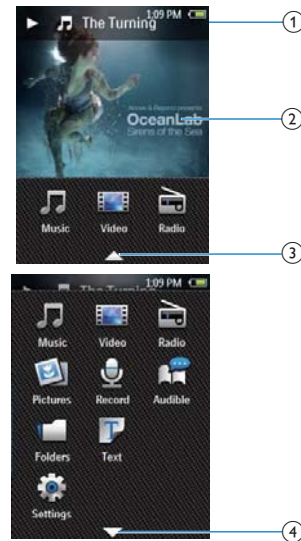 The Turning
1:09 PM
1
Above & Beyond presents
OceanLab
Sirens of the Sea
2
Music Video Radio
3
The Turning
1:09 PM
Music Video Radio
Pictures Record Audible
Folders Text
Settings
4